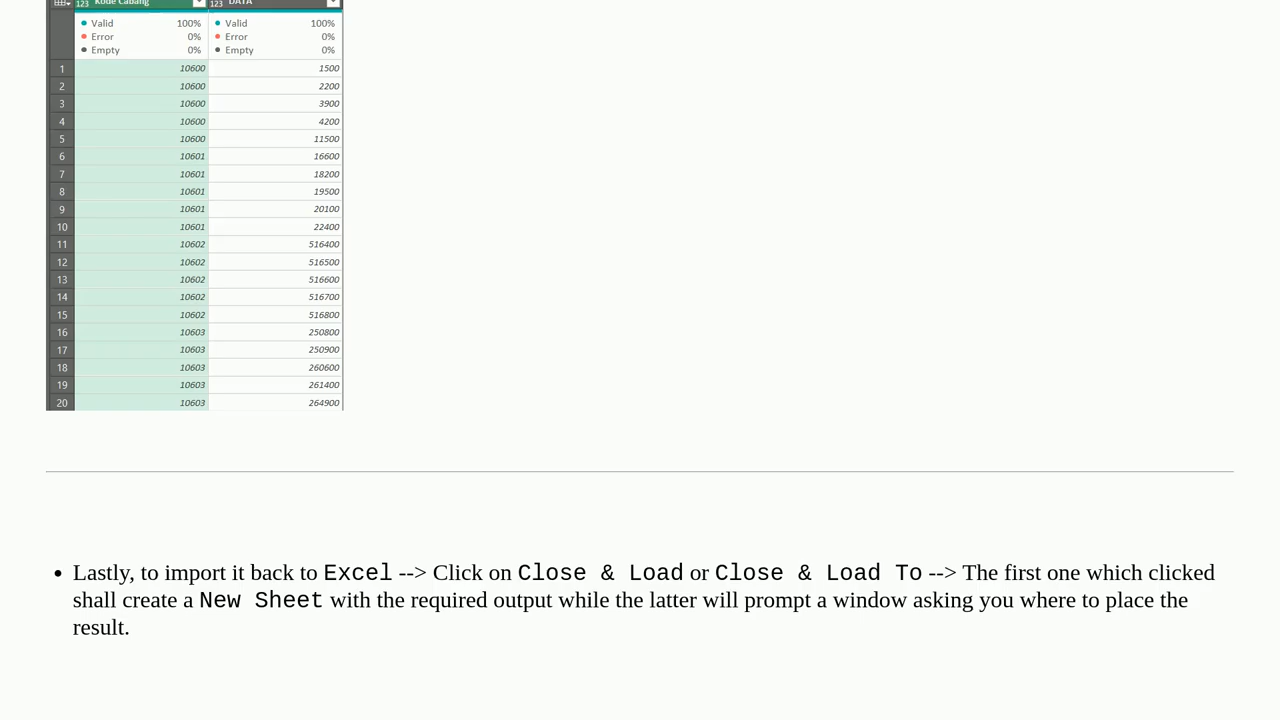 123 Kode Cabang 123 DATA
Valid 100% Valid 100%
Error 0% Error 0%
Empty 0% Empty 0%
1 10600 1500
2 10600 2200
3 10600 3900
4 10600 4200
5 10600 11500
6 10601 16600
7 10601 18200
8 10601 19500
9 10601 20100
10 10601 22400
11 10602 516400
12 10602 516500
13 10602 516600
14 10602 516700
15 10602 516800
16 10603 250800
17 10603 250900
18 10603 260600
19 10603 261400
20 10603 264900
• Lastly, to import it back to Excel --> Click on Close & Load or Close & Load To --> The first one which clicked
shall create a New Sheet with the required output while the latter will prompt a window asking you where to place the
result.